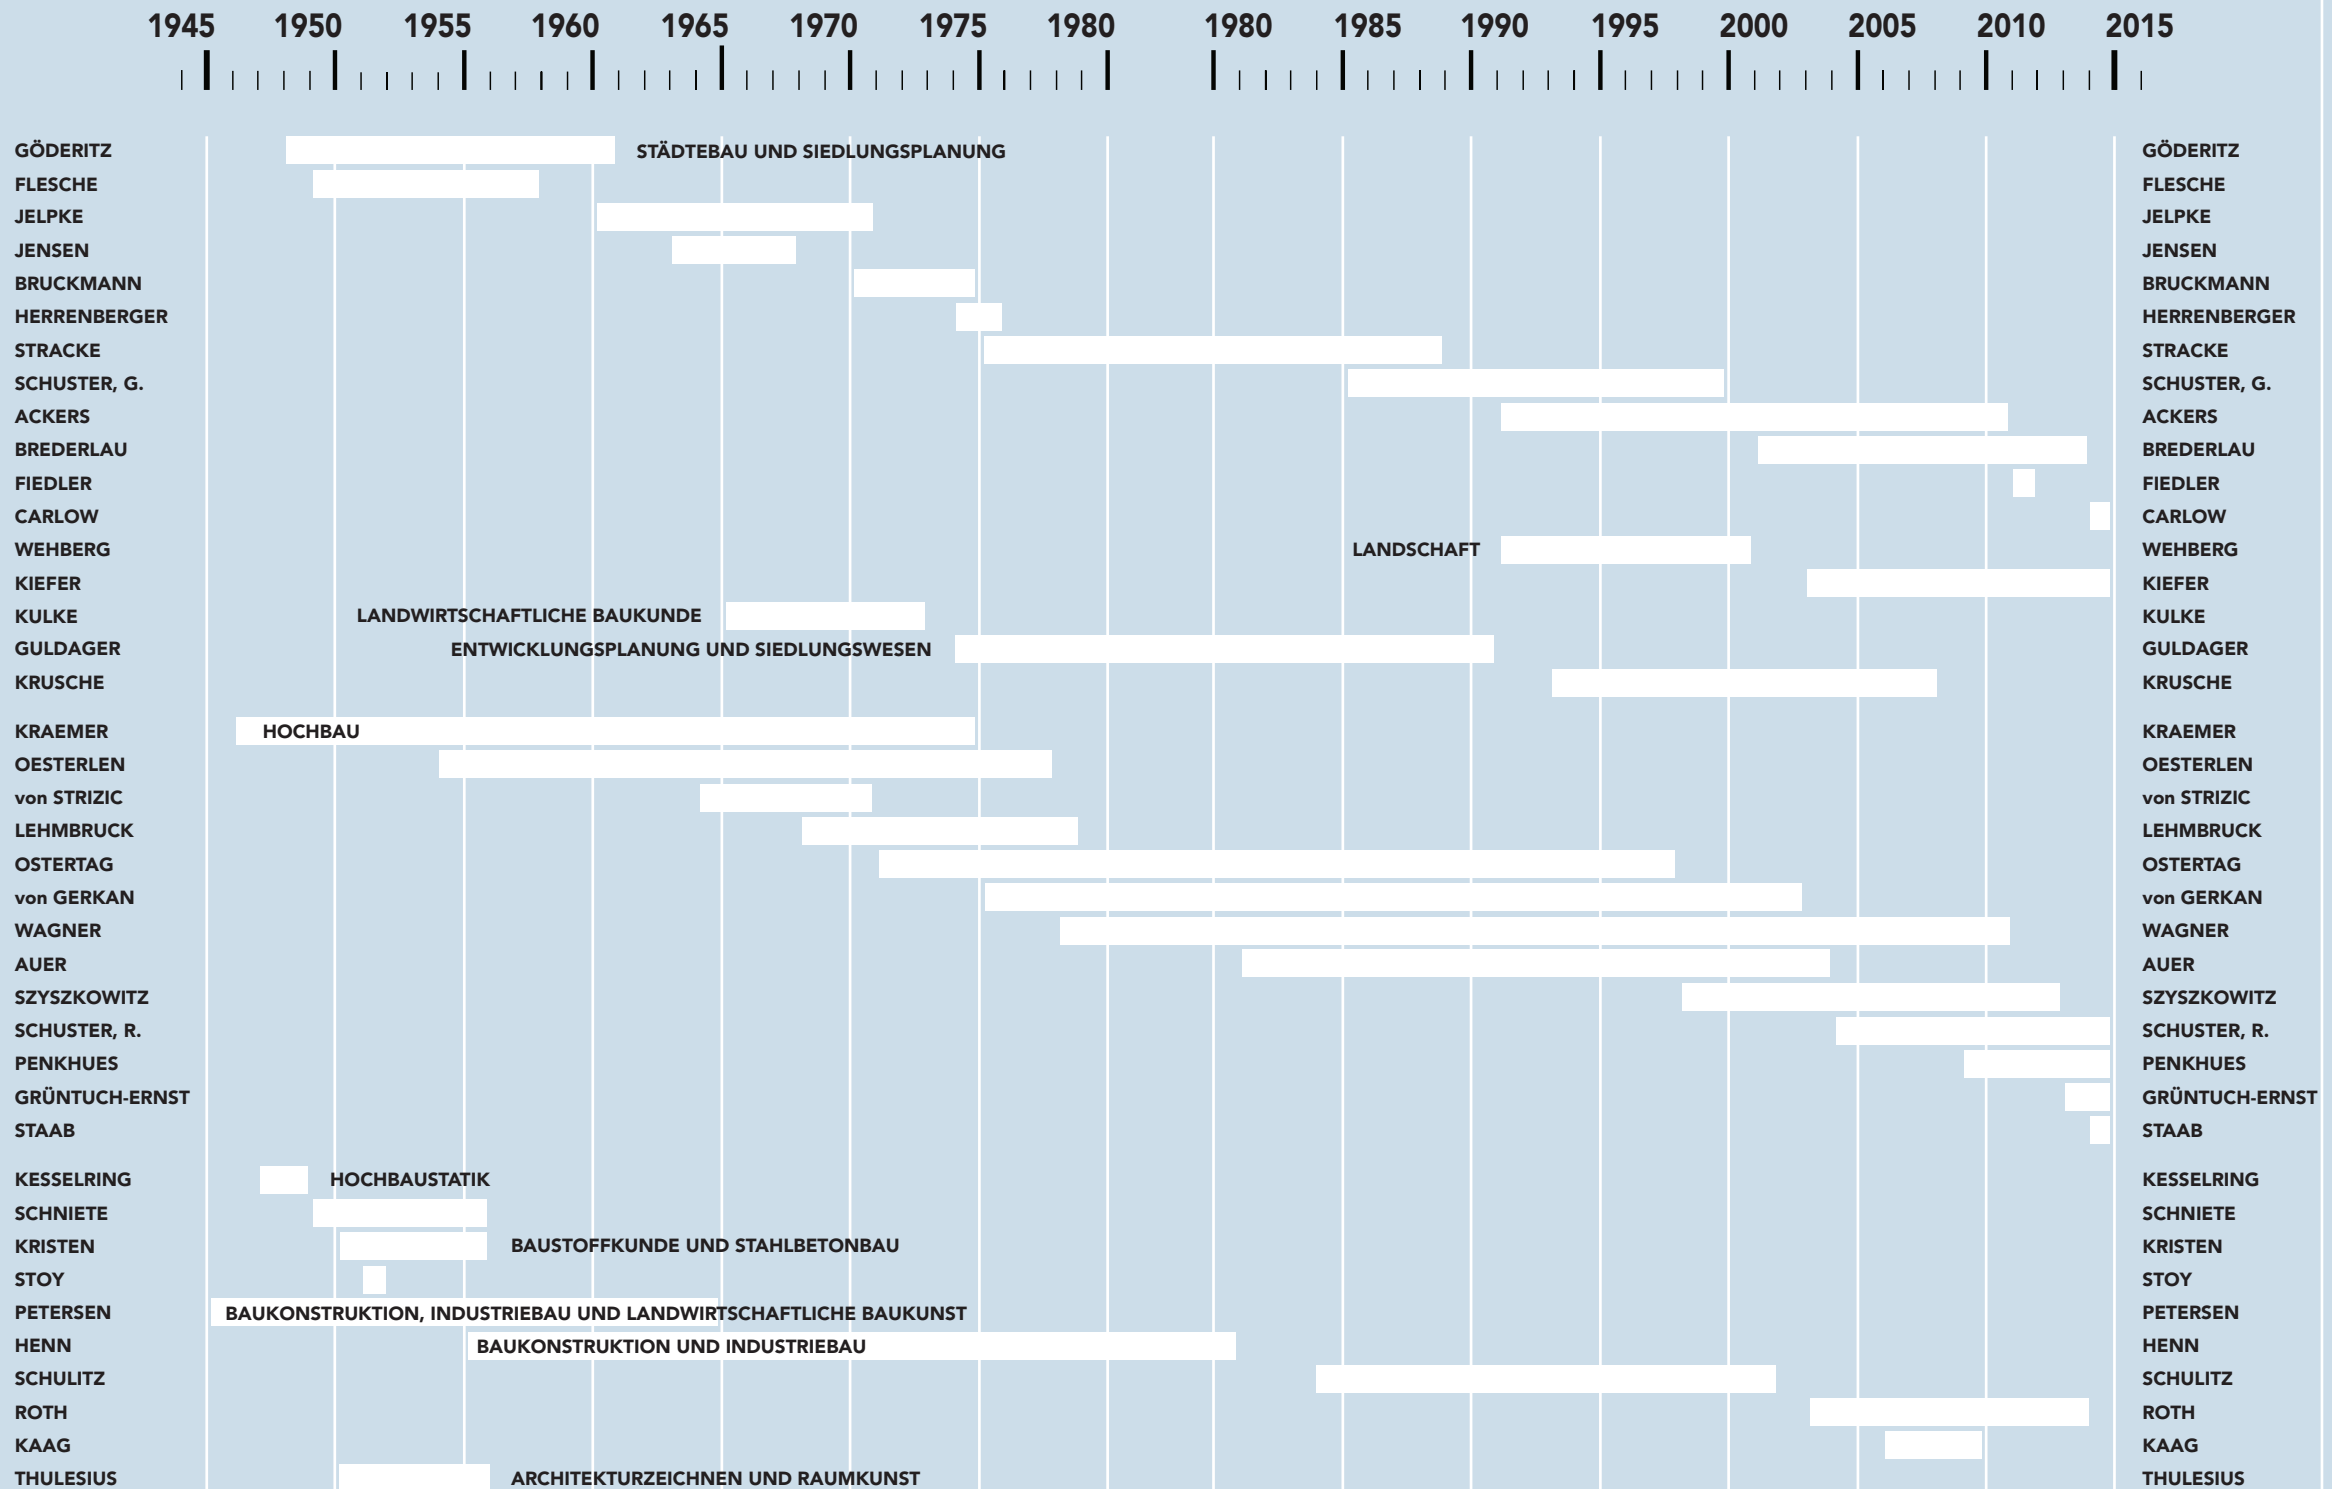 1945 1950 1955 1960 1965 1970 1975 1980 1980 1985 1990 1995 2000 2005 2010 2015
GÖDERITZ STÄDTEBAU UND SIEDLUNGSPLANUNG GÖDERITZ
FLESCHE FLESCHE
JELPKE JELPKE
JENSEN JENSEN
BRUCKMANN BRUCKMANN
HERRENBERGER HERRENBERGER
STRACKE STRACKE
SCHUSTER, G. SCHUSTER, G.
ACKERS ACKERS
BREDERLAU BREDERLAU
FIEDLER FIEDLER
CARLOW CARLOW
WEHBERG LANDSCHAFT WEHBERG
KIEFER KIEFER
KULKE LANDWIRTSCHAFTLICHE BAUKUNDE KULKE
GULDAGER ENTWICKLUNGSPLANUNG UND SIEDLUNGSWESEN GULDAGER
KRUSCHE KRUSCHE
KRAEMER HOCHBAU KRAEMER
OESTERLEN OESTERLEN
von STRIZIC von STRIZIC
LEHMBRUCK LEHMBRUCK
OSTERTAG OSTERTAG
von GERKAN von GERKAN
WAGNER WAGNER
AUER AUER
SZYSZKOWITZ SZYSZKOWITZ
SCHUSTER, R. SCHUSTER, R.
PENKHUES PENKHUES
GRÜNTUCH-ERNST GRÜNTUCH-ERNST
STAAB STAAB
KESSELRING HOCHBAUSTATIK KESSELRING
SCHNIETE SCHNIETE
KRISTEN BAUSTOFFKUNDE UND STAHLBETONBAU KRISTEN
STOY STOY
PETERSEN BAUKONSTRUKTION, INDUSTRIEBAU UND LANDWIRTSCHAFTLICHE BAUKUNST PETERSEN
HENN BAUKONSTRUKTION UND INDUSTRIEBAU HENN
SCHULITZ SCHULITZ
ROTH ROTH
KAAG KAAG
THULESIUS ARCHITEKTURZEICHNEN UND RAUMKUNST THULESIUS